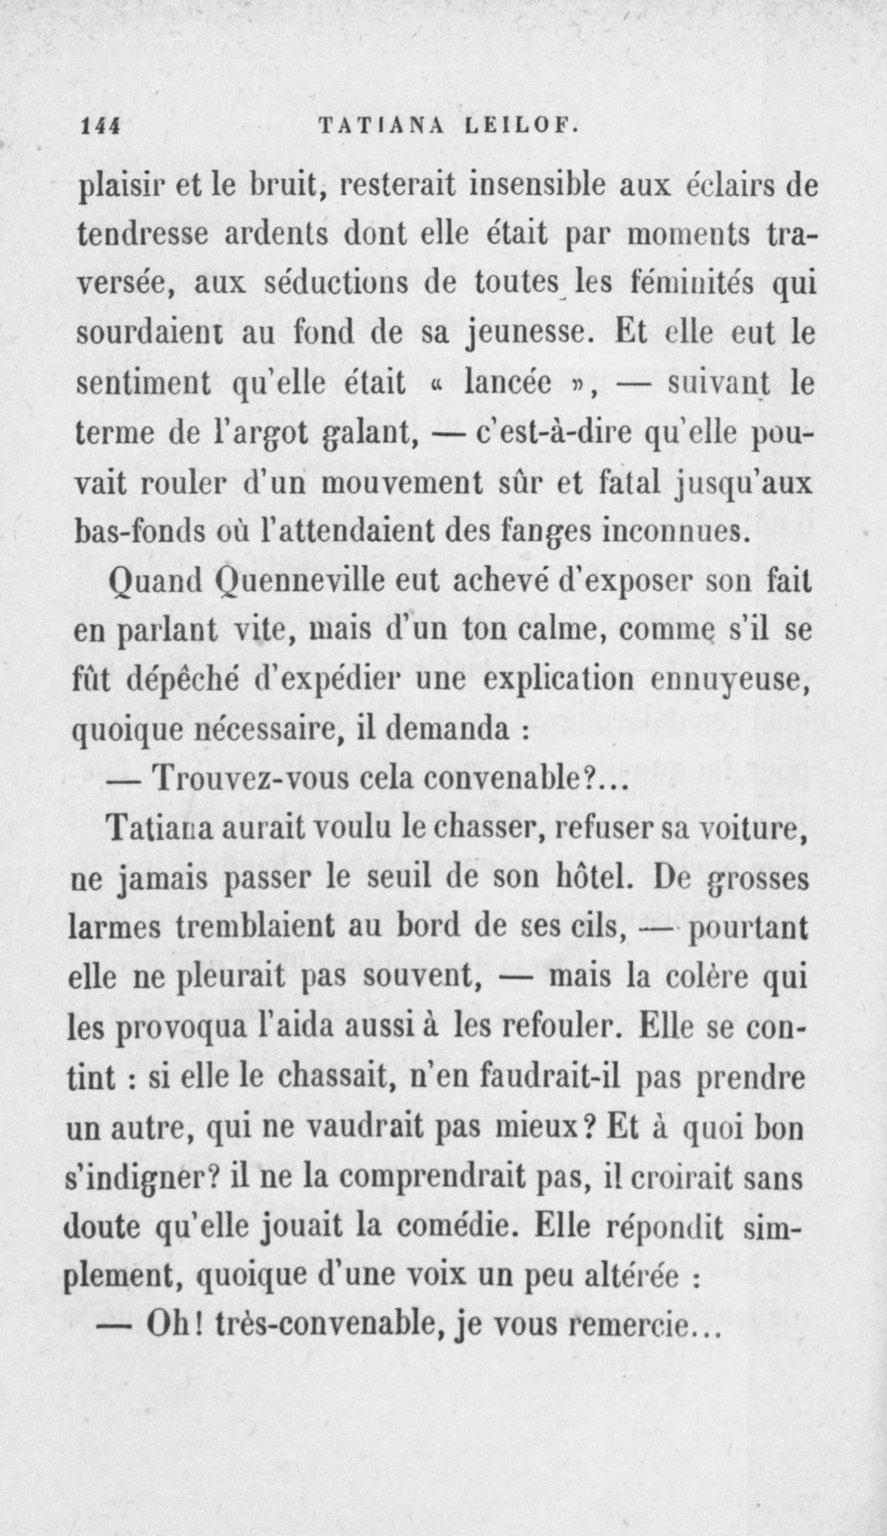 144 TATIANA LEILOF.
plaisir et le bruit, resterait insensible aux éclairs de
tendresse ardents dont elle était par moments tra-
versée, aux séductions de toutes les féminités qui
sourdaient au fond de sa jeunesse. Et elle eut le
sentiment qu'elle était « lancée », — suivant le
terme de l'argot galant, — c'est-à-dire qu'elle pou-
vait rouler d'un mouvement sûr et fatal jusqu'aux
bas-fonds où l'attendaient des fanges inconnues.
Quand Quenneville eut achevé d'exposer son fait
en parlant vite, mais d'un ton calme, comme s'il se
fût dépêché d'expédier une explication ennuyeuse,
quoique nécessaire, il demanda :
— Trouvez-vous cela convenable?...
Tatiana aurait voulu le chasser, refuser sa voiture,
ne jamais passer le seuil de son hôtel. De grosses
larmes tremblaient au bord de ses cils, — pourtant
elle ne pleurait pas souvent, — mais la colère qui
les provoqua l'aida aussi à les refouler. Elle se con-
tint : si elle le chassait, n'en faudrait-il pas prendre
un autre, qui ne vaudrait pas mieux? Et à quoi bon
s'indigner? il ne la comprendrait pas, il croirait sans
doute qu'elle jouait la comédie. Elle répondit sim-
plement, quoique d'une voix un peu altérée :
— Oh! très-convenable, je vous remercie...